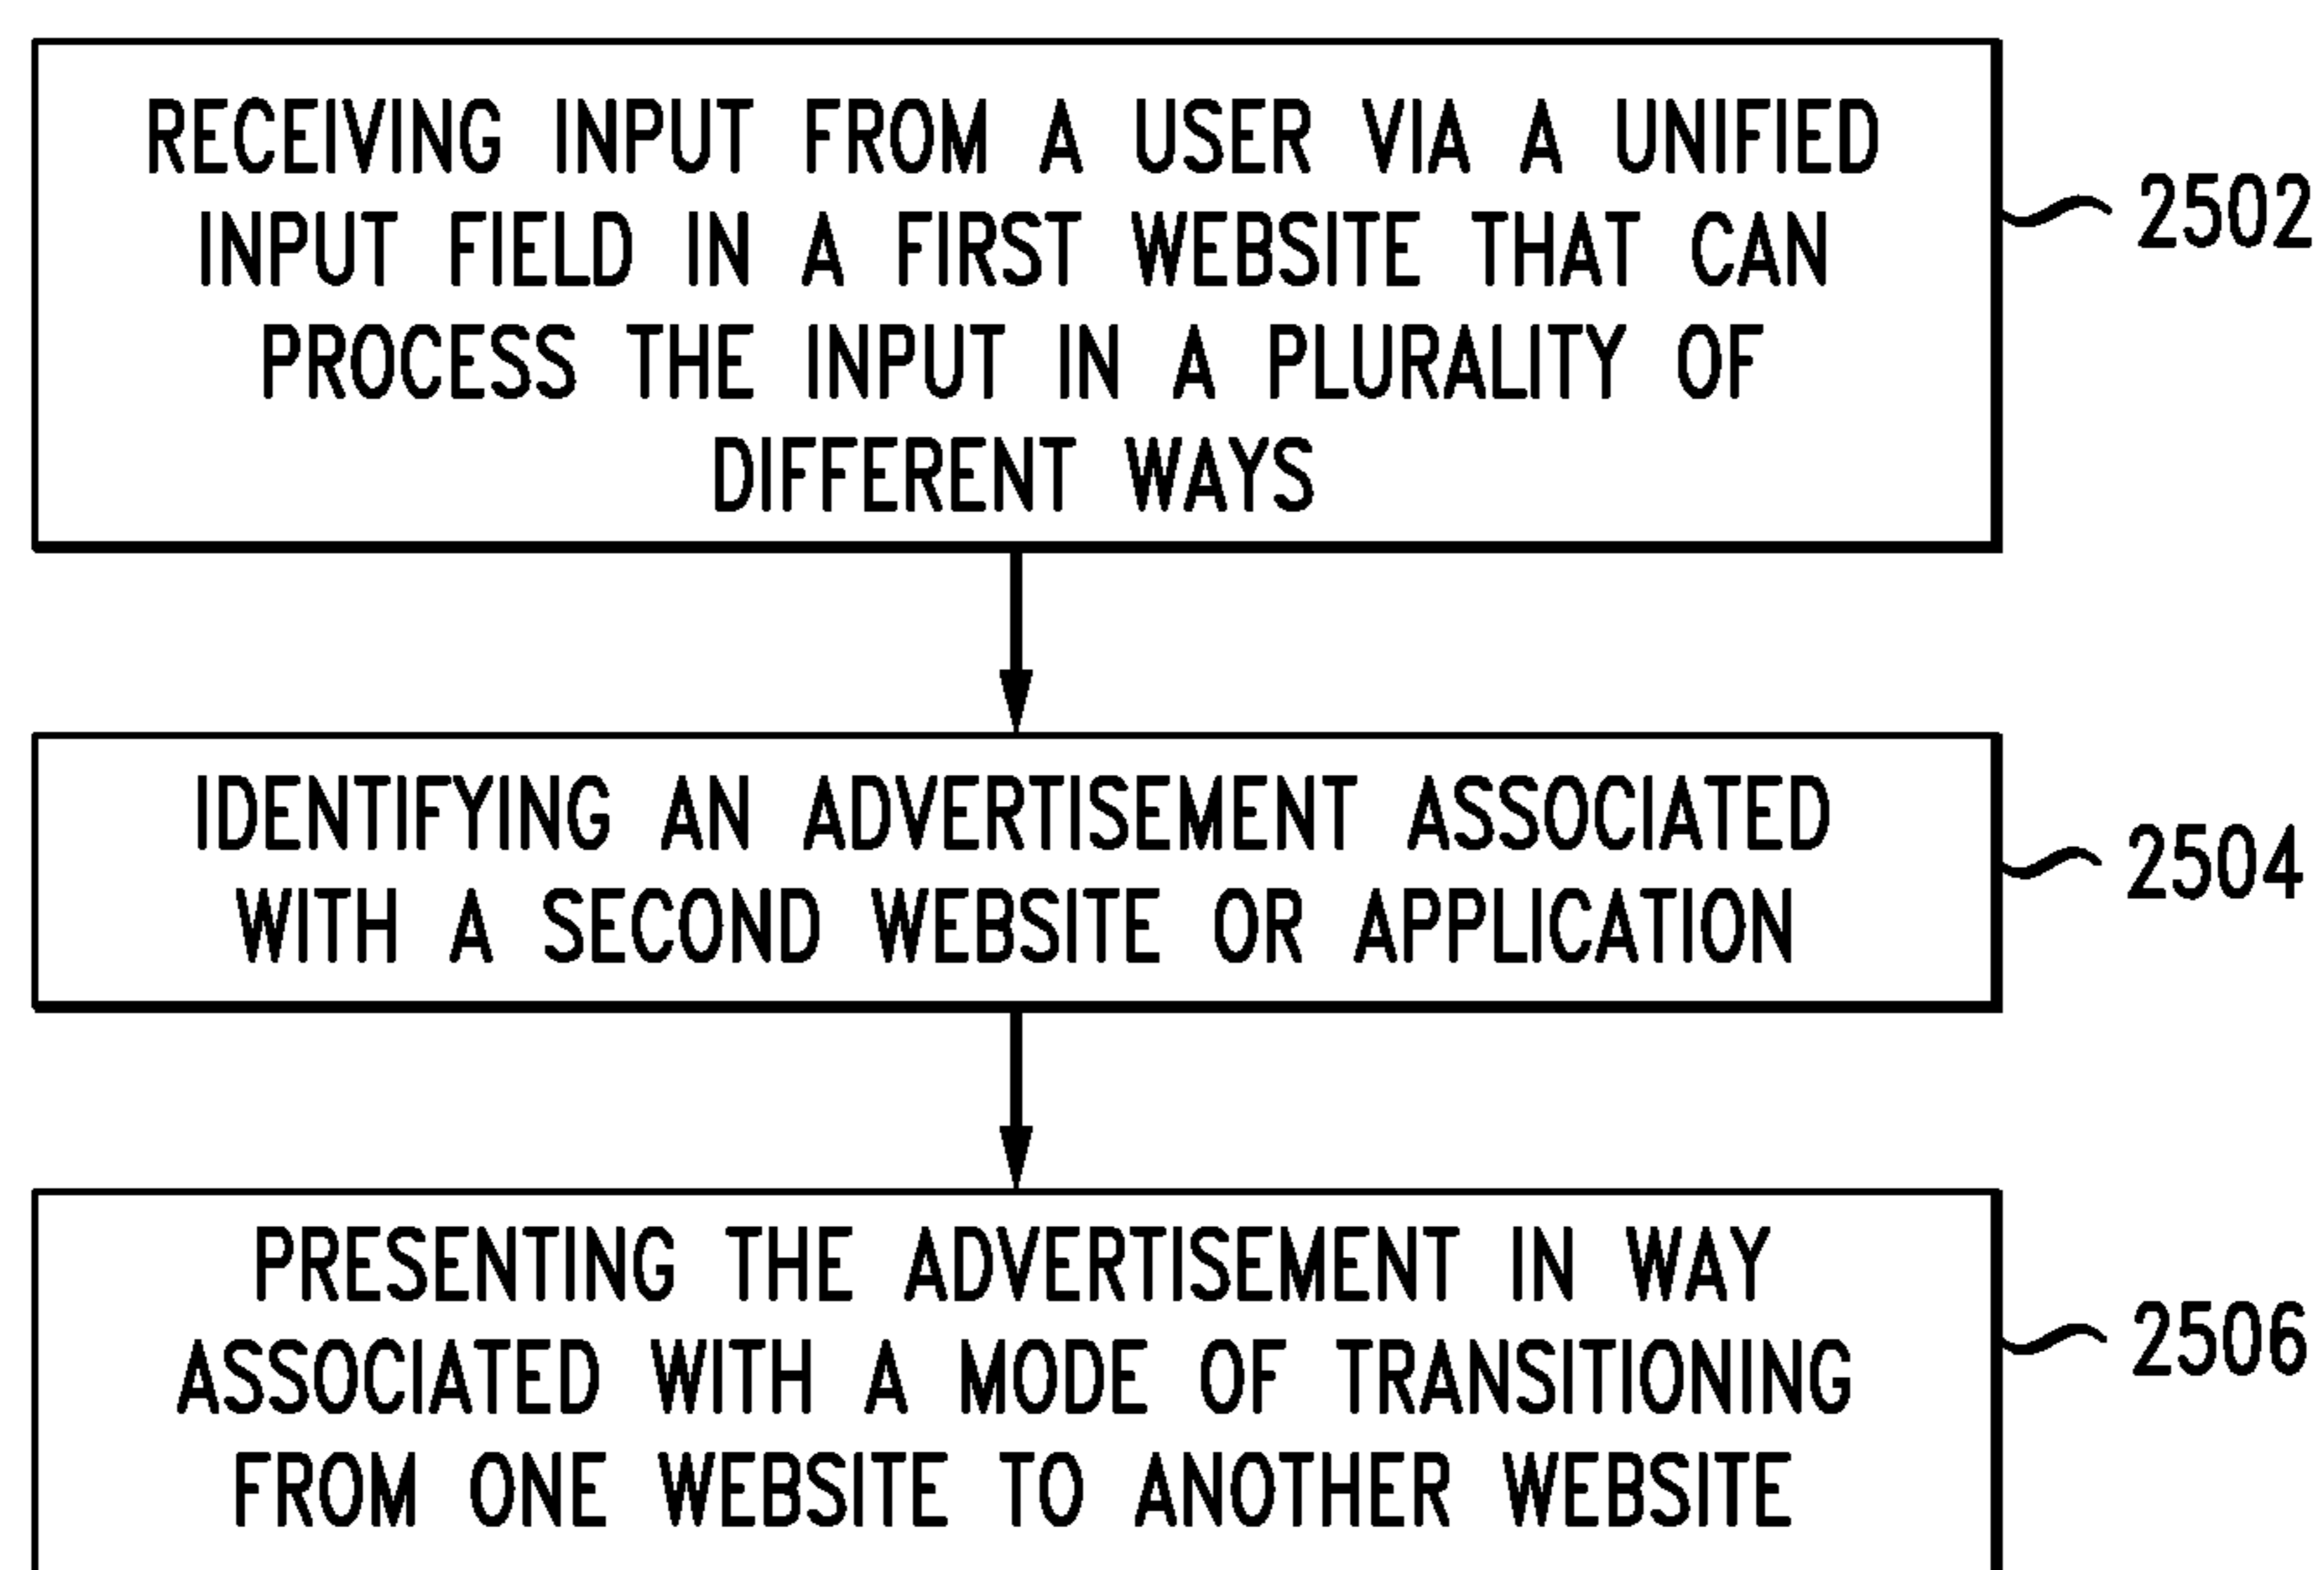 RECEIVING INPUT FROM A USER VIA A UNIFIED
INPUT FIELD IN A FIRST WEBSITE THAT CAN
PROCESS THE INPUT IN A PLURALITY OF
DIFFERENT WAYS
2502
IDENTIFYING AN ADVERTISEMENT ASSOCIATED
WITH A SECOND WEBSITE OR APPLICATION
2504
PRESENTING THE ADVERTISEMENT IN WAY
ASSOCIATED WITH A MODE OF TRANSITIONING
FROM ONE WEBSITE TO ANOTHER WEBSITE
2506